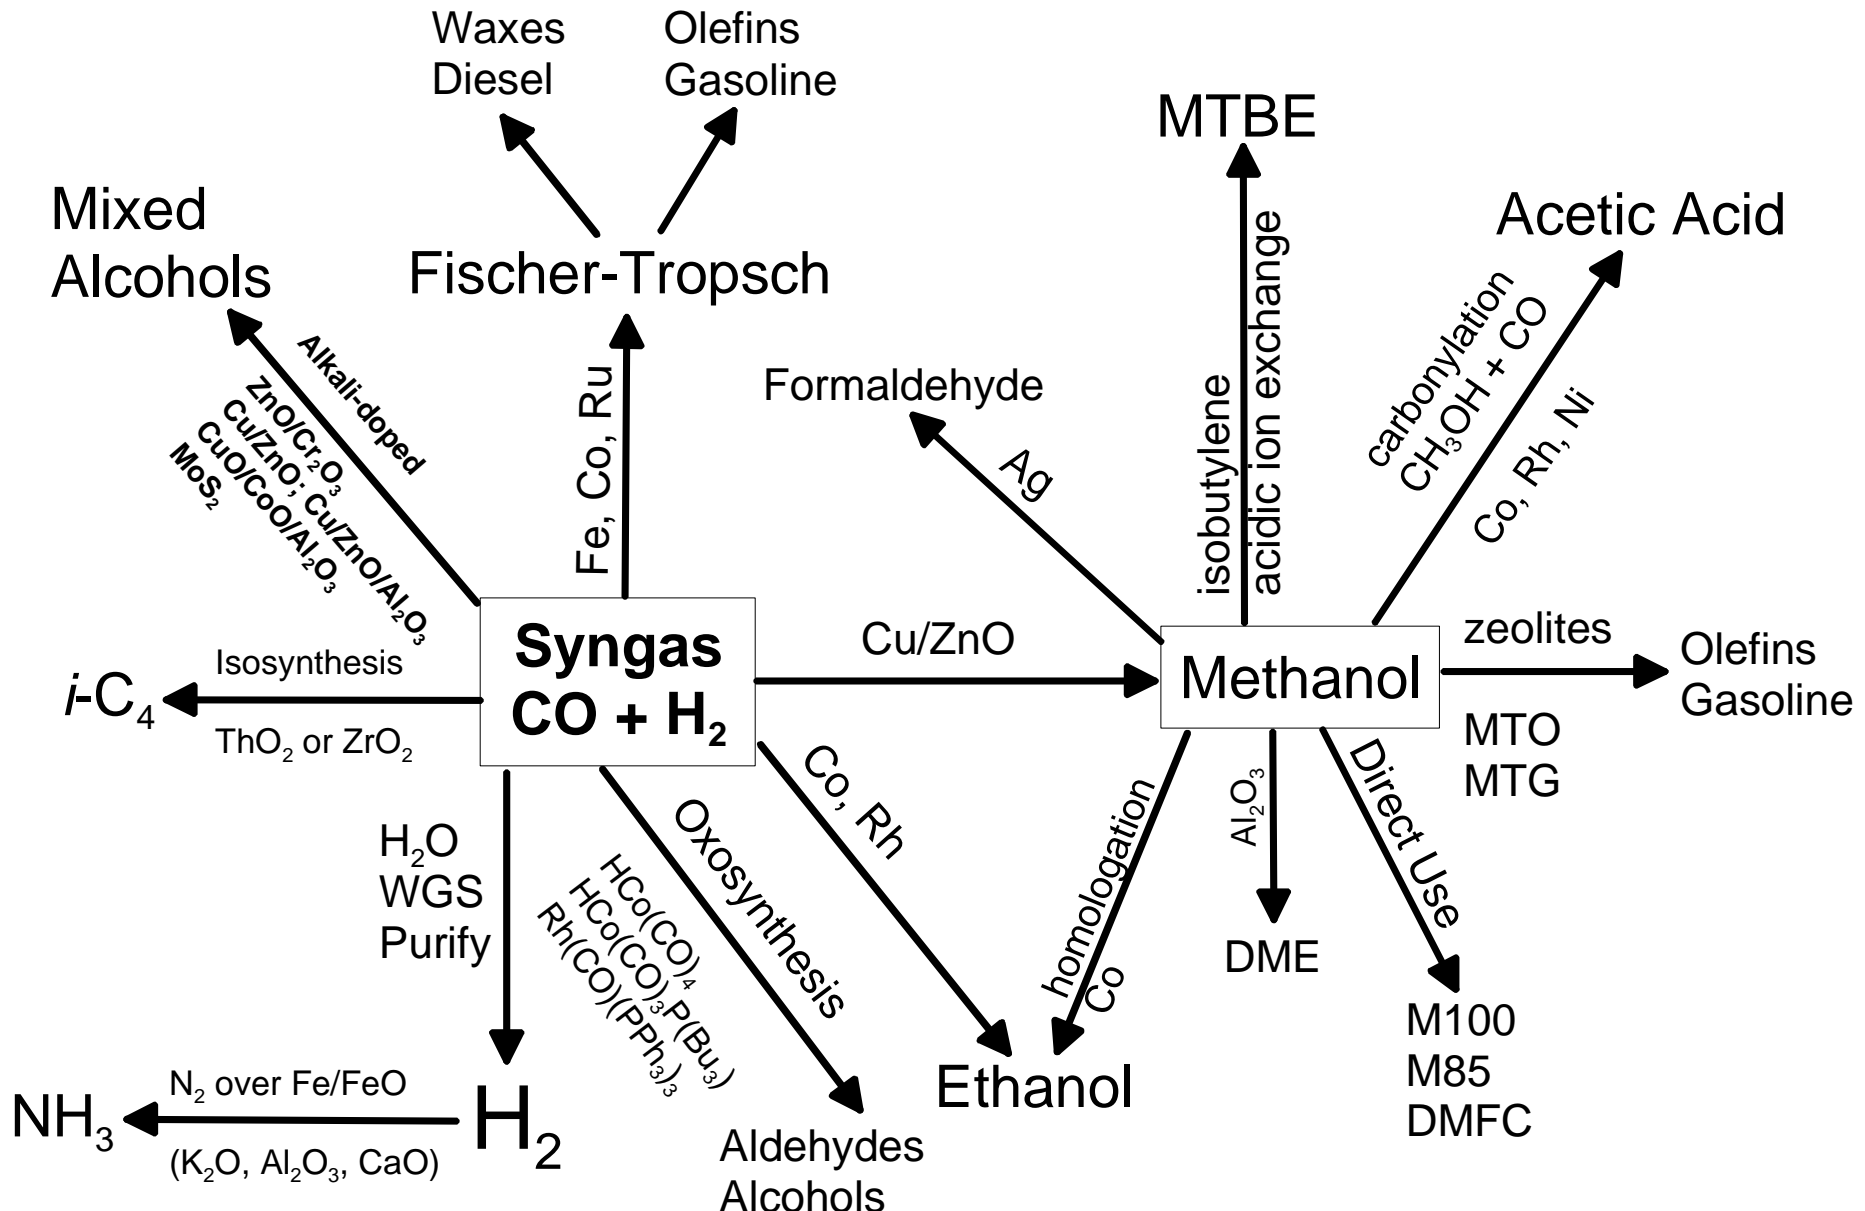 Waxes
Diesel
Olefins
Gasoline
MTBE
Mixed
Alcohols
Fischer-Tropsch
Acetic Acid
Alkali-doped
ZnO/Cr₂O₃
Cu/ZnO; Cu/ZnO/Al₂O₃
CuO/CoO/Al₂O₃
MoS₂
Fe, Co, Ru
Formaldehyde
Ag
isobutylene
acidic ion exchange
carbonylation
CH₃OH + CO
Co, Rh, Ni
Syngas
CO + H₂
Cu/ZnO
Methanol
zeolites
Olefins
Gasoline
MTO
MTG
i-C₄
Isosynthesis
ThO₂ or ZrO₂
H₂O
WGS
Purify
Oxosynthesis
HCo(CO)₄
HCo(CO)₃P(Bu₃)
Rh(CO)(PPh₃)₃
Co, Rh
homologation
Co
Al₂O₃
DME
Direct Use
M100
M85
DMFC
Ethanol
NH₃
N₂ over Fe/FeO
(K₂O, Al₂O₃, CaO)
H₂
Aldehydes
Alcohols